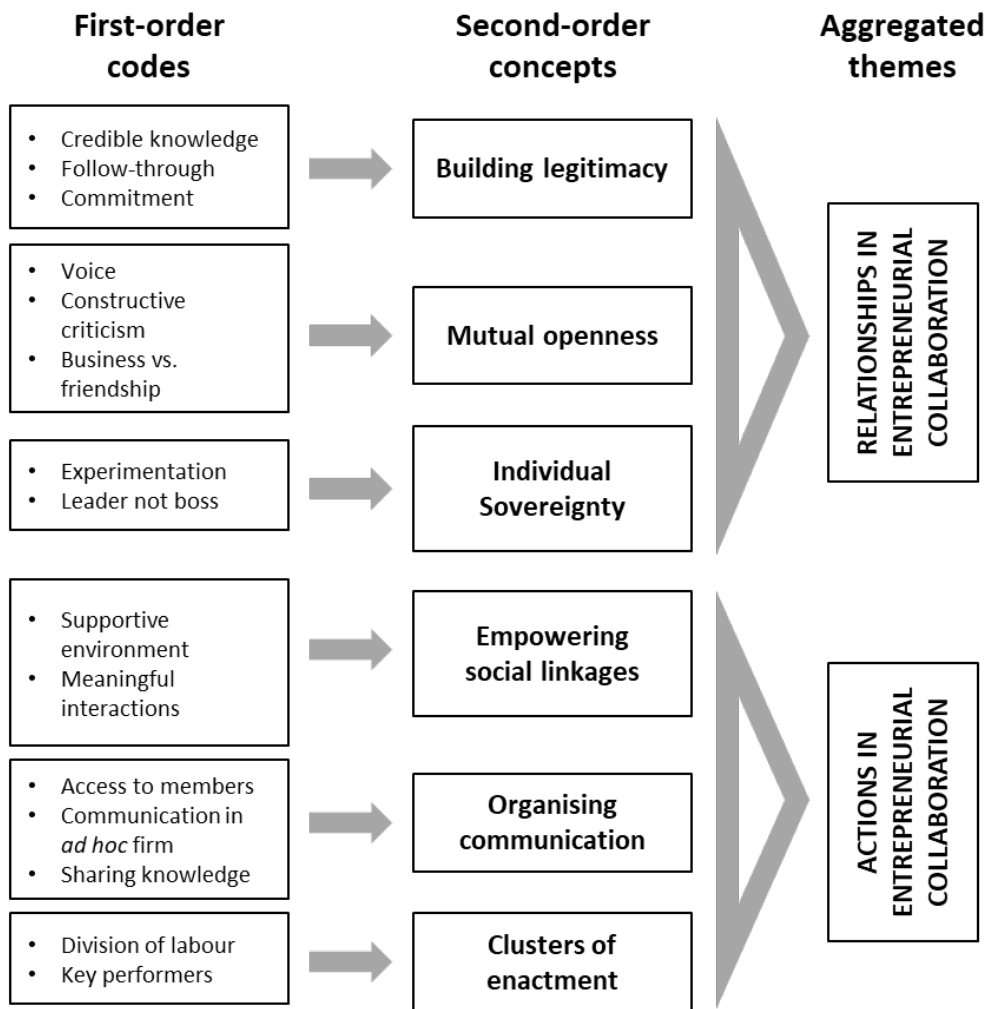 First-order
codes
Second-order
concepts
Aggregated
themes
• Credible knowledge
• Follow-through
• Commitment
Building legitimacy
• Voice
• Constructive
criticism
• Business vs.
friendship
Mutual openness
• Experimentation
• Leader not boss
Individual
Sovereignty
RELATIONSHIPS IN
ENTREPRENEURIAL
COLLABORATION
• Supportive
environment
• Meaningful
interactions
Empowering
social linkages
• Access to members
• Communication in
ad hoc firm
• Sharing knowledge
Organising
communication
• Division of labour
• Key performers
Clusters of
enactment
ACTIONS IN
ENTREPRENEURIAL
COLLABORATION